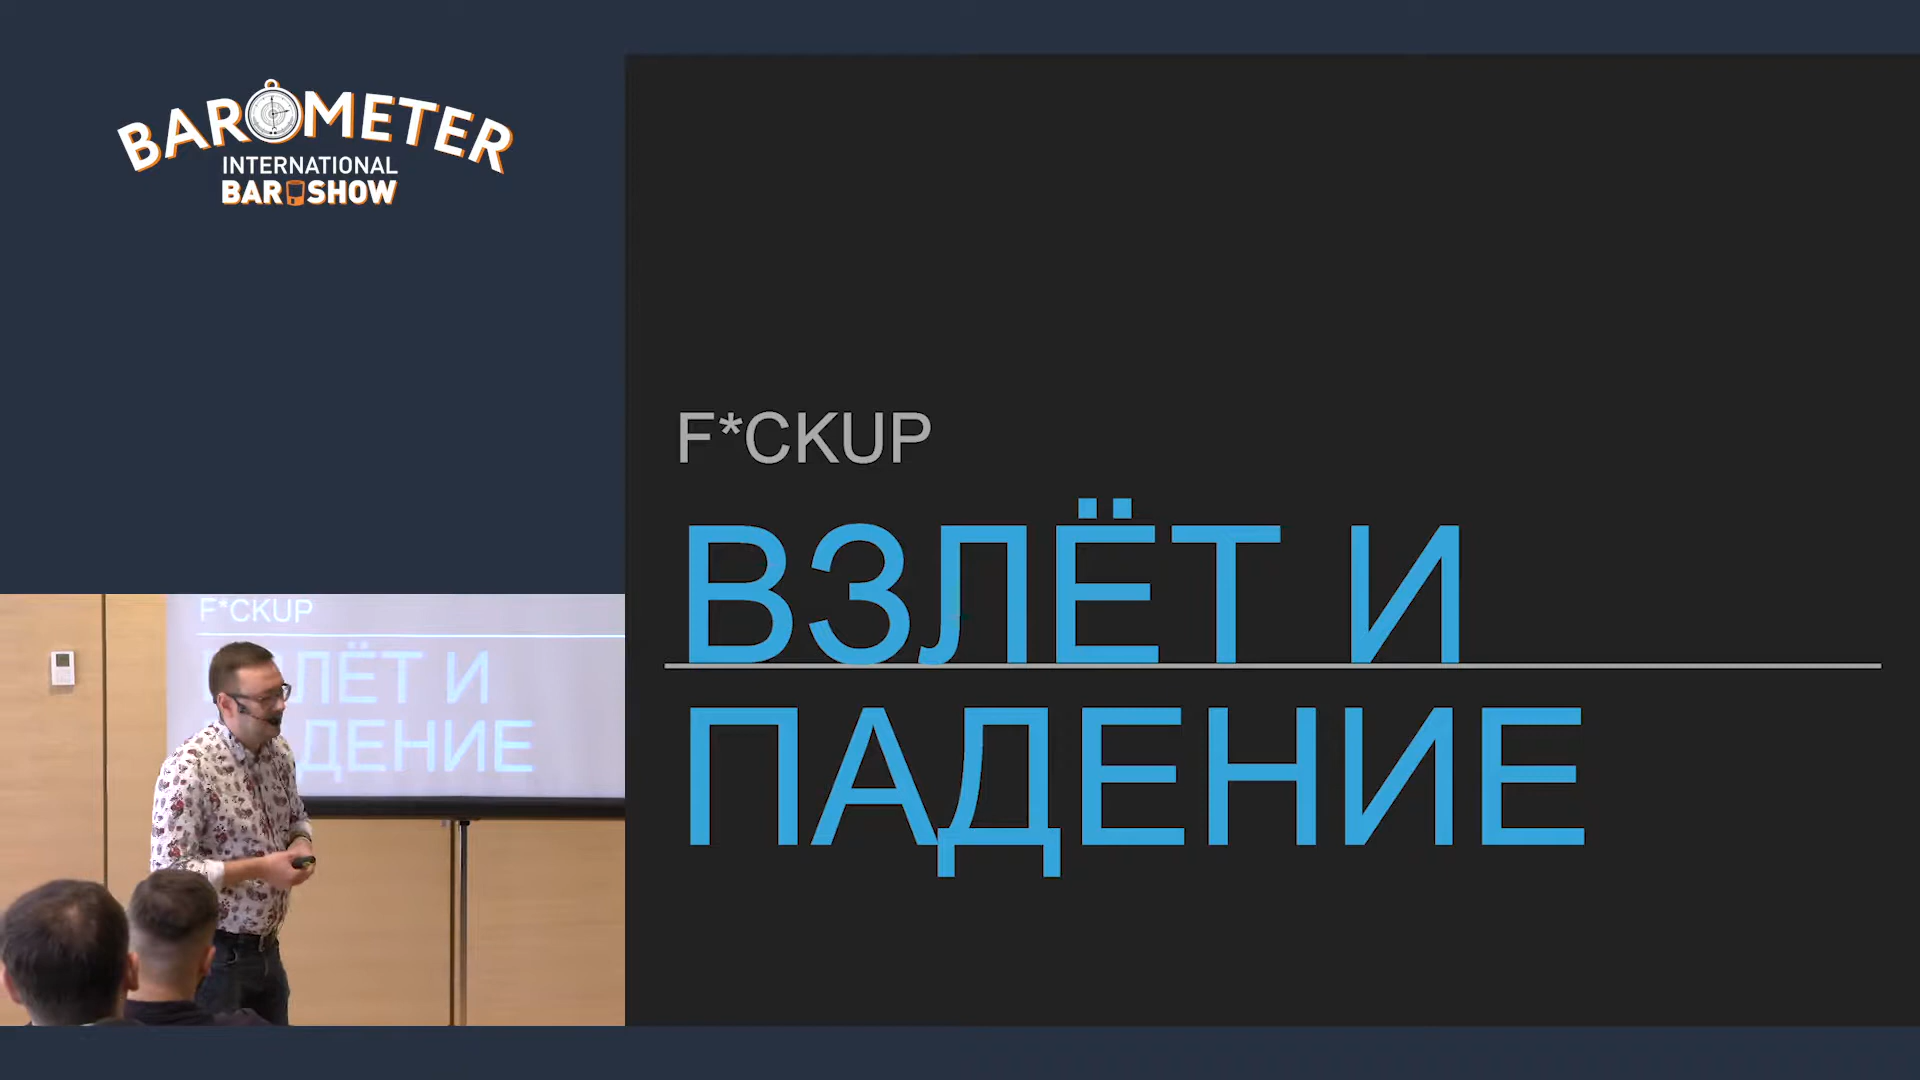 BAROMETER
INTERNATIONAL
BAR SHOW
F*CKUP
ВЗЛЁТ И
ПАДЕНИЕ
F*CKUP
ЛЁТ И
ДЕНИЕ